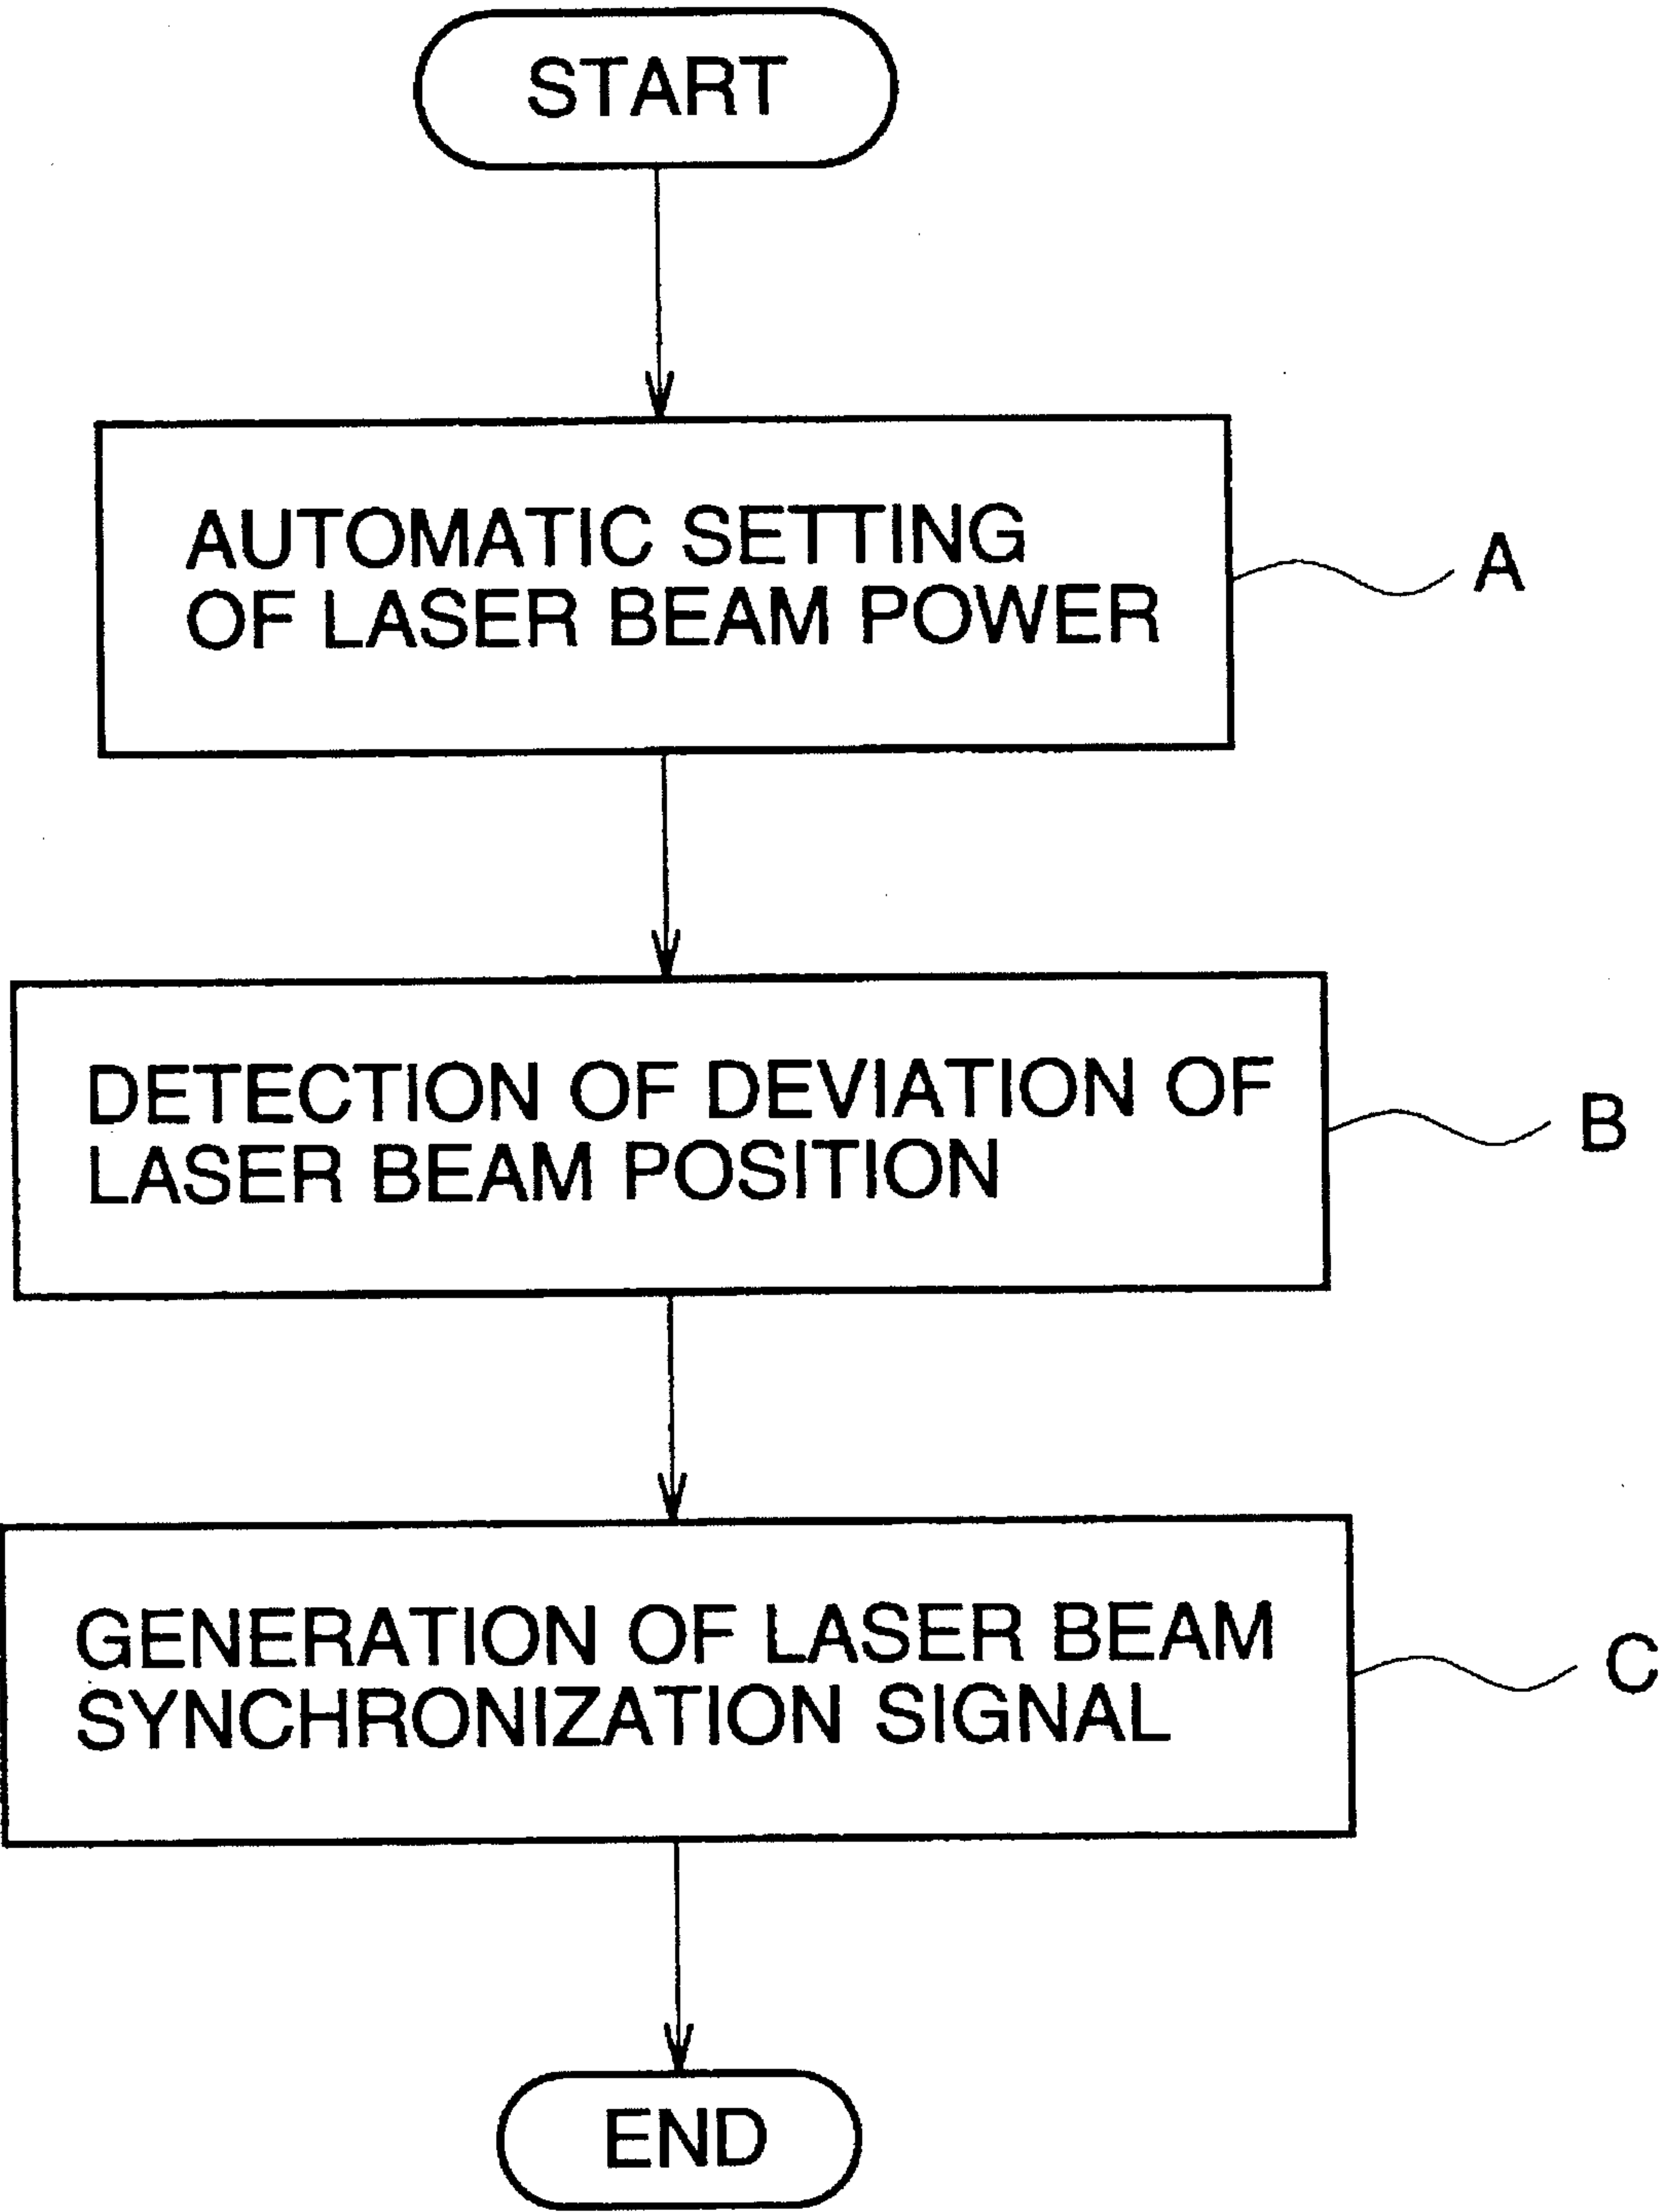 START
AUTOMATIC SETTING
OF LASER BEAM POWER
A
DETECTION OF DEVIATION OF
LASER BEAM POSITION
B
GENERATION OF LASER BEAM
SYNCHRONIZATION SIGNAL
C
END